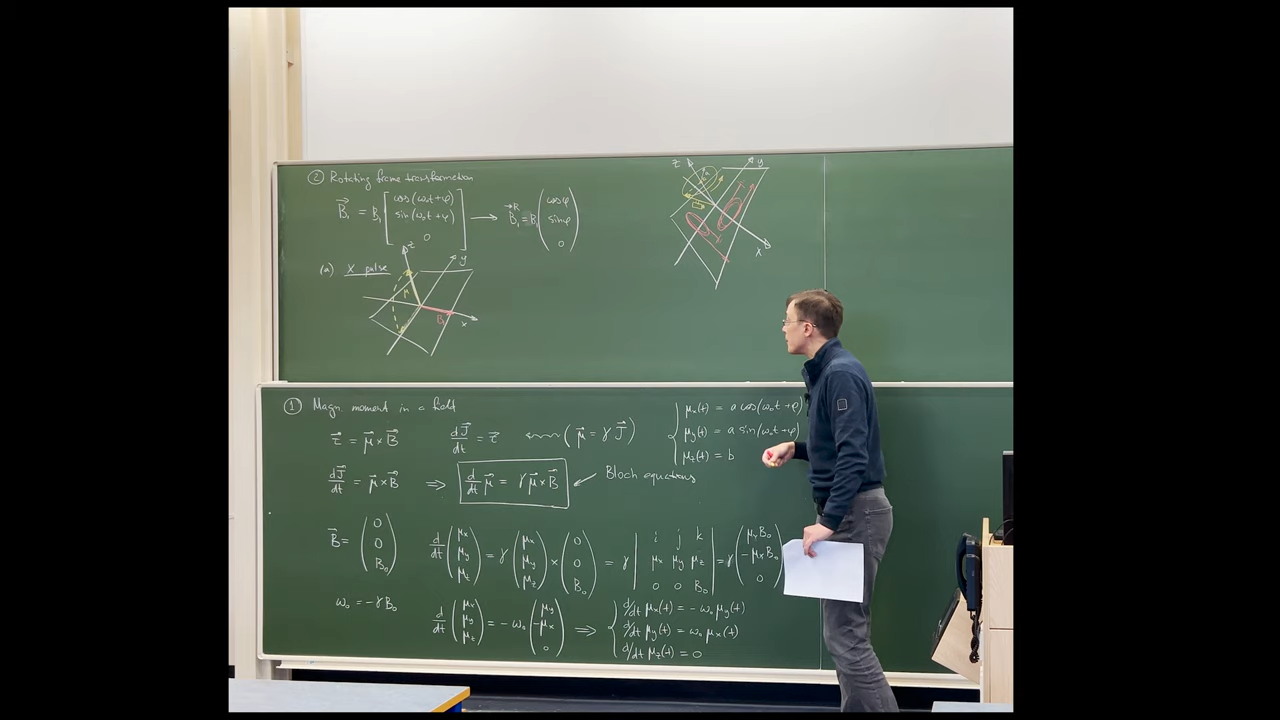 ② Rotating frame transformation
B⃗₁ = B₁ [cos(ω₀t+φ) sin(ω₀t+φ) 0] → B⃗₁ᴿ = B₁ (cosφ sinφ 0)
(a) X pulse
z y x μ B₁
z y x
① Magn. moment in a field
τ⃗ = μ⃗ × B⃗ dJ⃗/dt = τ⃗ ⟵ (μ⃗ = γ J⃗)
dJ⃗/dt = μ⃗ × B⃗ ⟹ d/dt μ⃗ = γ μ⃗ × B⃗ ← Bloch equations
{ μx(t) = a cos(ω₀t + φ)
μy(t) = a sin(ω₀t + φ)
μz(t) = b
B⃗ = (0 0 B₀) d/dt (μx μy μz) = γ (μx μy μz) × (0 0 B₀) = γ | i j k μx μy μz 0 0 B₀ | = γ (μyB₀ -μxB₀ 0)
ω₀ = -γB₀ d/dt (μx μy μz) = -ω₀ (μy -μx 0) ⟹ { d/dt μx(t) = -ω₀ μy(t)
d/dt μy(t) = ω₀ μx(t)
d/dt μz(t) = 0